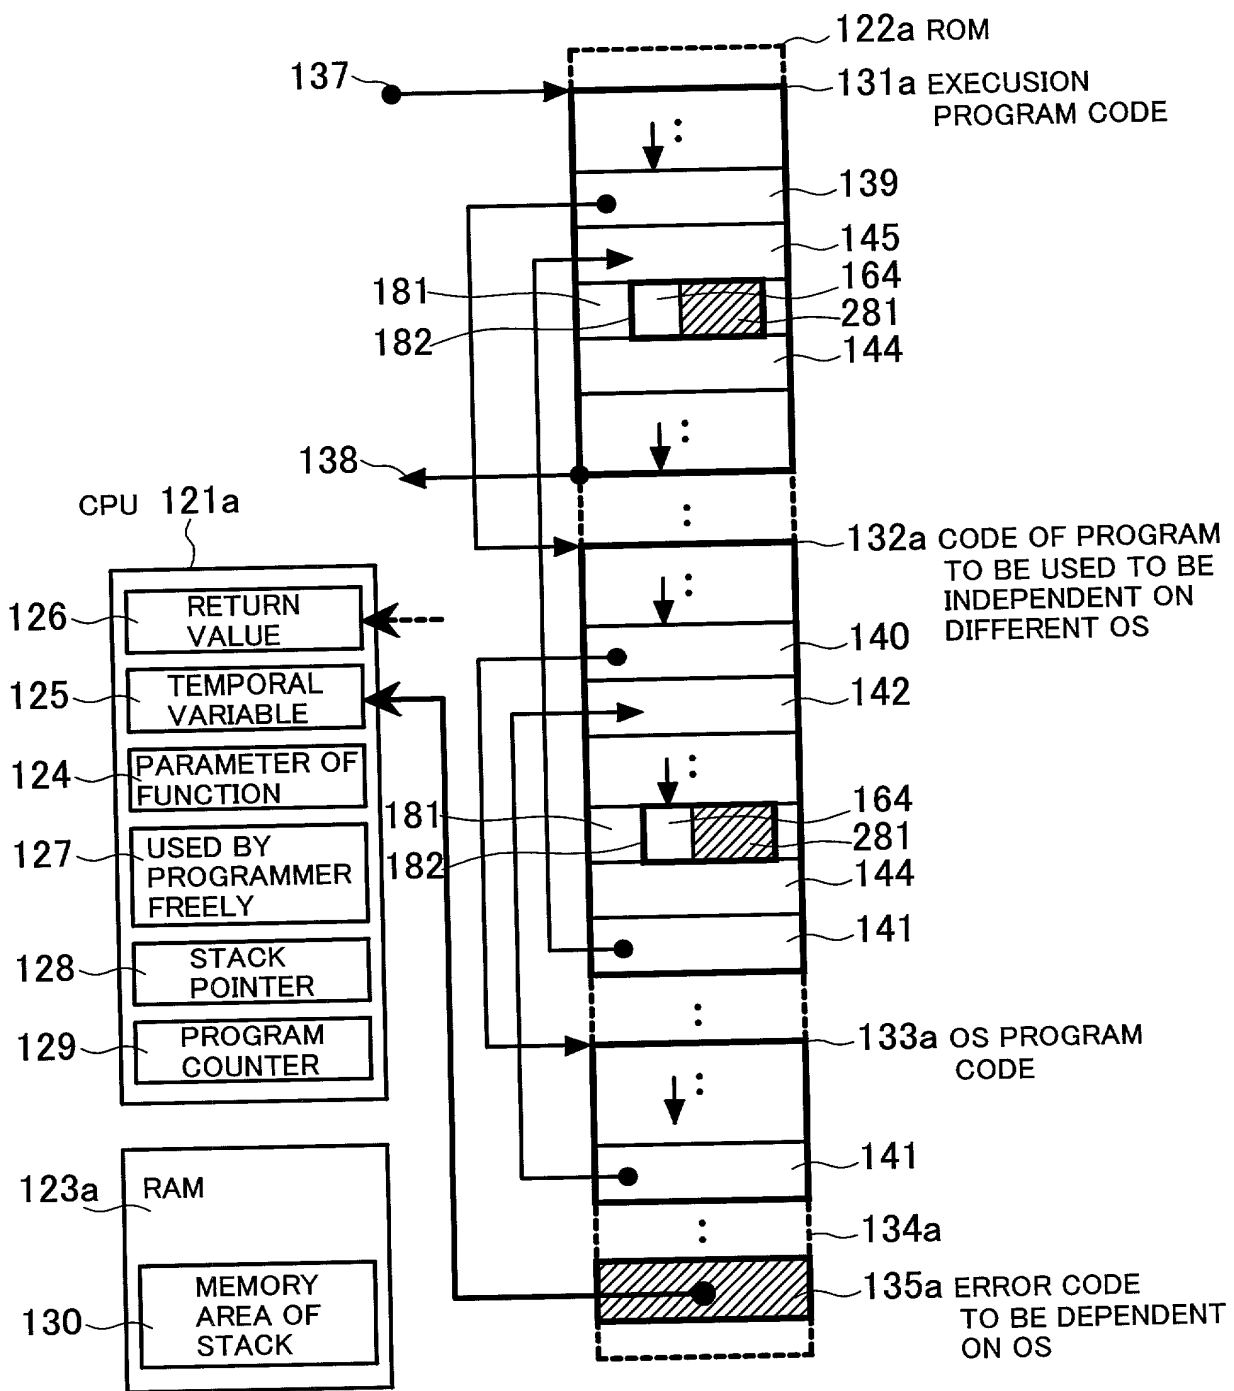 122a ROM
137
131a EXECUSION
PROGRAM CODE
139
145
181
164
182
281
144
138
CPU 121a
132a CODE OF PROGRAM
TO BE USED TO BE
INDEPENDENT ON
DIFFERENT OS
126
RETURN
VALUE
140
125
TEMPORAL
VARIABLE
142
124
PARAMETER OF
FUNCTION
181
164
127
USED BY
PROGRAMMER
FREELY
182
281
144
141
128
STACK
POINTER
129
PROGRAM
COUNTER
133a OS PROGRAM
CODE
141
123a
RAM
134a
130
MEMORY
AREA OF
STACK
135a ERROR CODE
TO BE DEPENDENT
ON OS